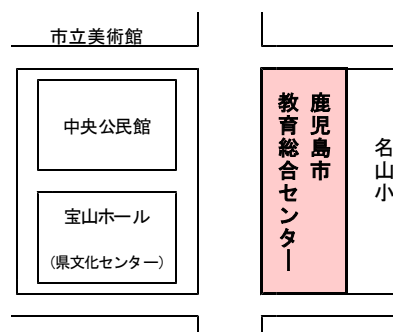 市立美術館
中央公民館
宝山ホール
(県文化センター)
鹿児島市
教育総合センター
名山小